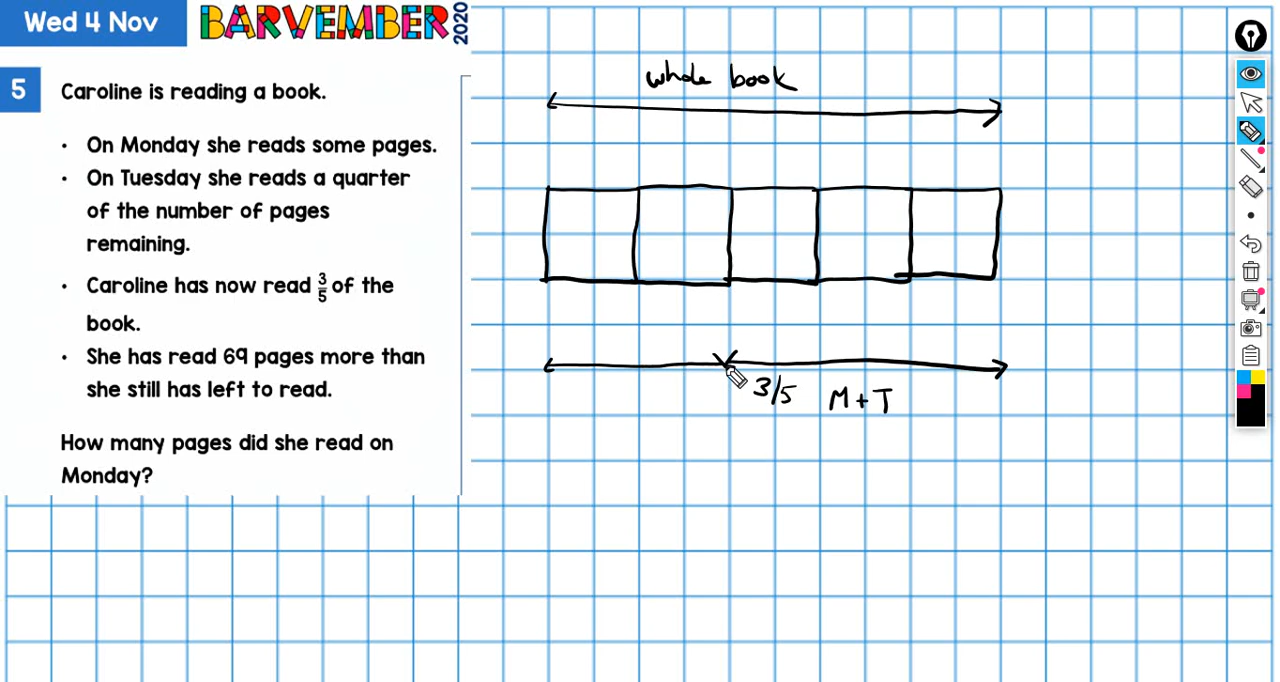 Wed 4 Nov
BARVEMBER
2020
5
Caroline is reading a book.
• On Monday she reads some pages.
• On Tuesday she reads a quarter
of the number of pages
remaining.
• Caroline has now read 3/5 of the
book.
• She has read 69 pages more than
she still has left to read.
How many pages did she read on
Monday?
whole book
3/5 M+T